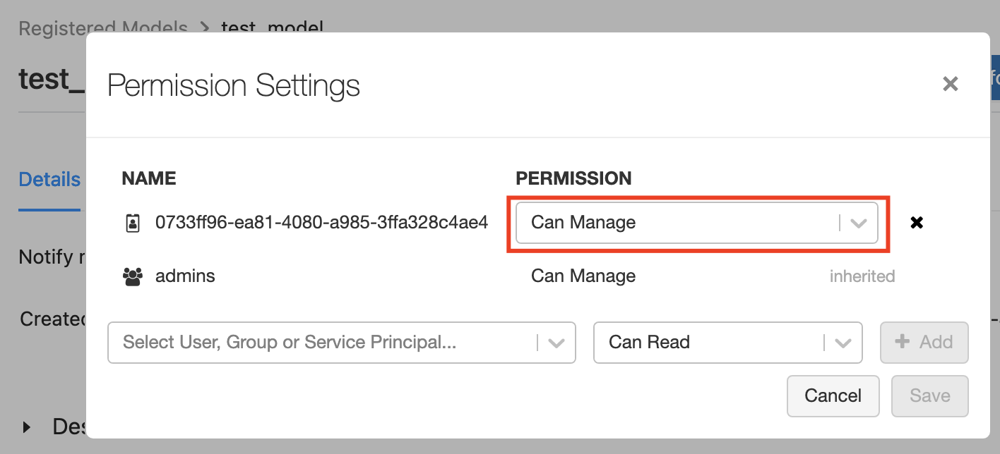 Registered Models > test_model
test_
Permission Settings
Details
NAME PERMISSION
0733ff96-ea81-4080-a985-3ffa328c4ae4 Can Manage
Notify
admins Can Manage inherited
Created
Select User, Group or Service Principal... Can Read + Add
Cancel Save
Des